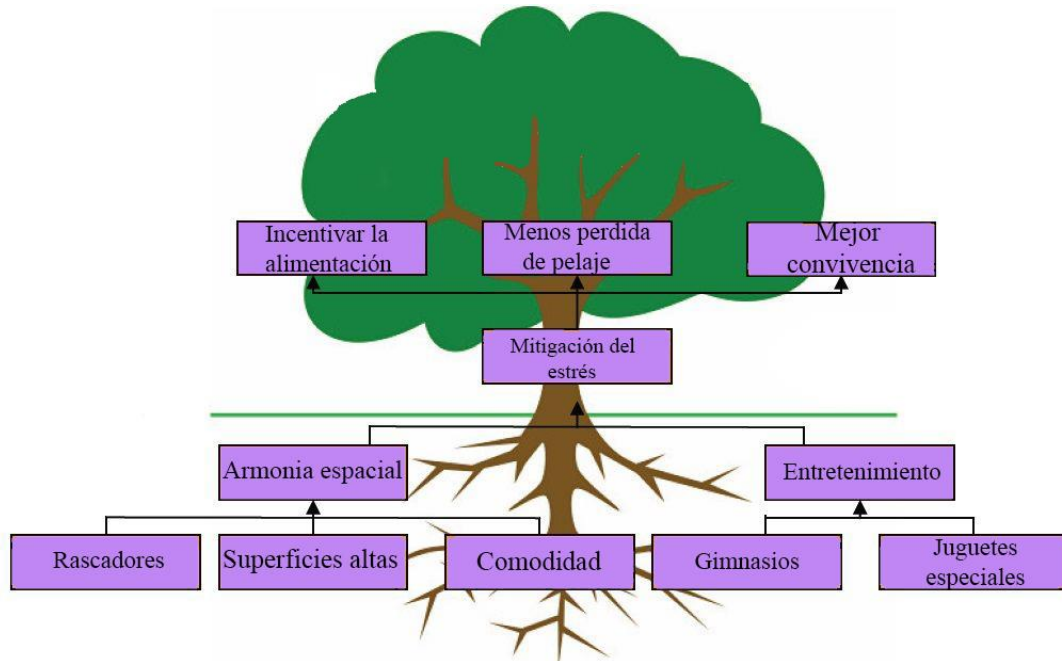 Incentivar la
alimentación
Menos perdida
de pelaje
Mejor
convivencia
Mitigación del
estrés
Armonia espacial
Entretenimiento
Rascadores
Superficies altas
Comodidad
Gimnasios
Juguetes
especiales